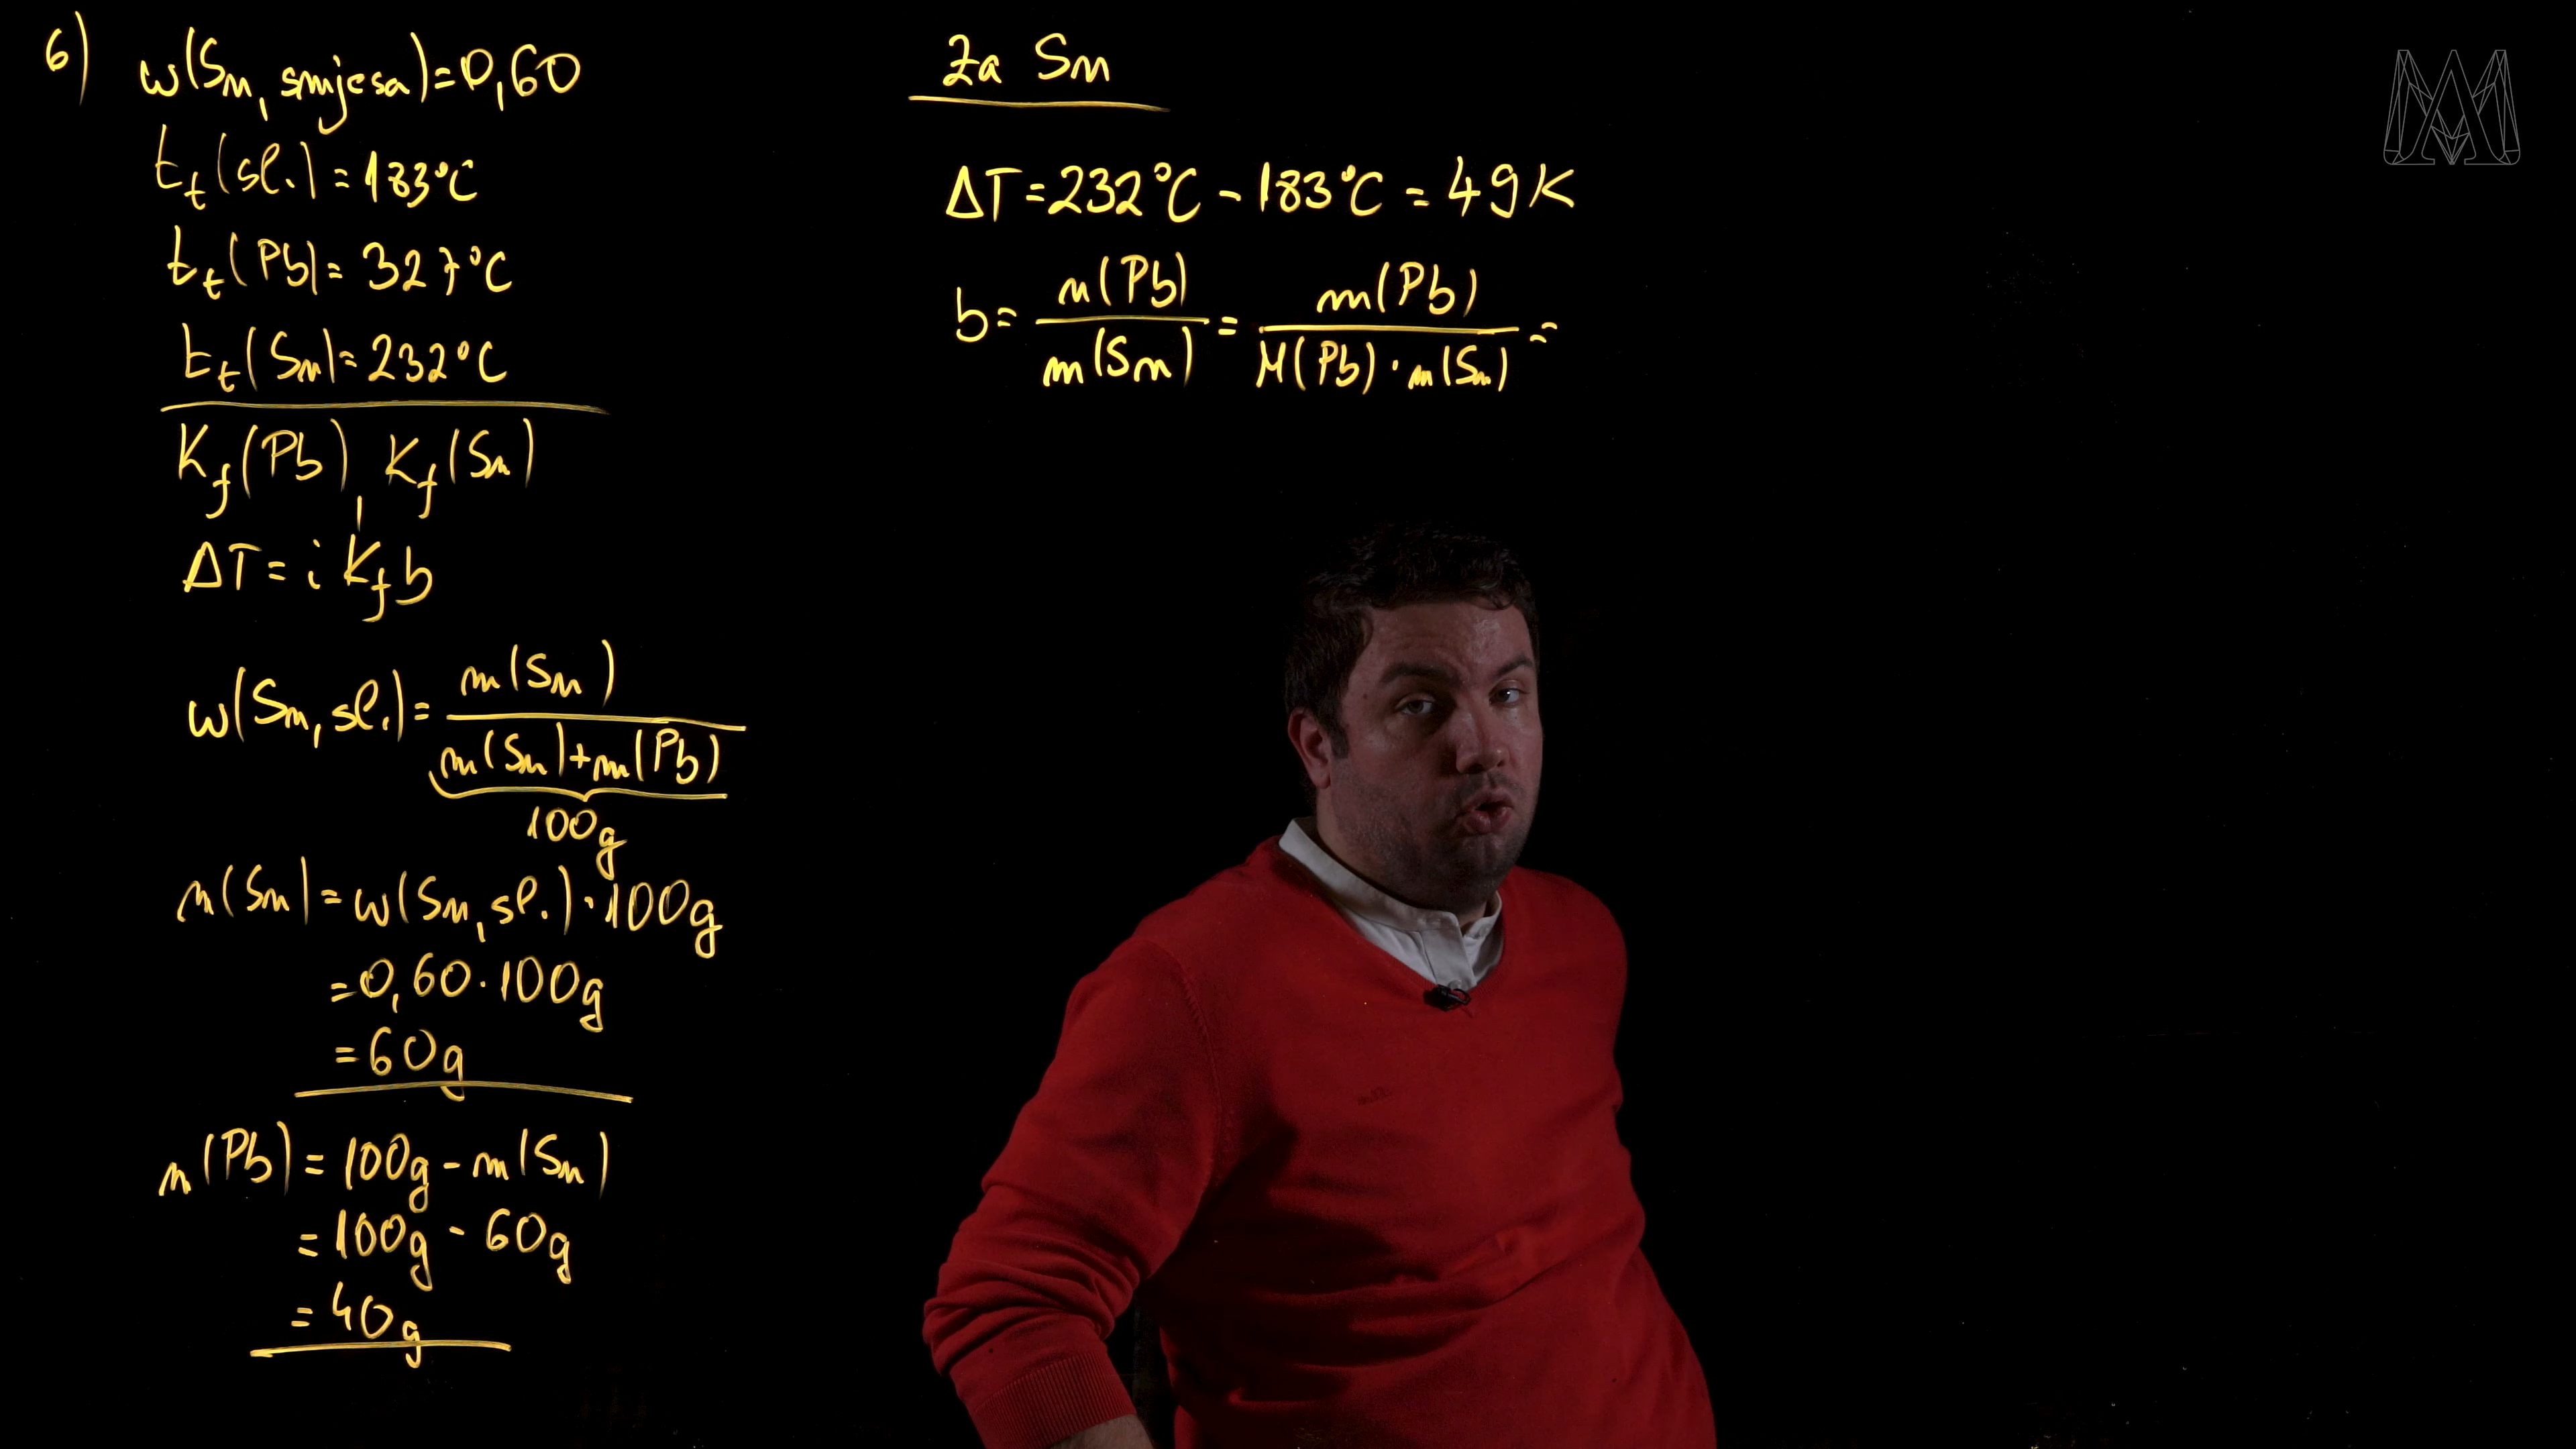 6) w(Sn, smjesa)=0,60
t_t(sl.)=183°C
t_t(Pb)=327°C
t_t(Sn)=232°C
K_f(Pb), K_f(Sn)
ΔT=i K_f b
w(Sn, sl.)= m(Sn) / m(Sn)+m(Pb)
100g
m(Sn)=w(Sn, sl.)·100g
=0,60·100g
=60g
m(Pb)=100g-m(Sn)
=100g-60g
=40g
Za Sn
ΔT=232°C-183°C=49K
b= n(Pb) / m(Sn) = m(Pb) / M(Pb)·m(Sn) =